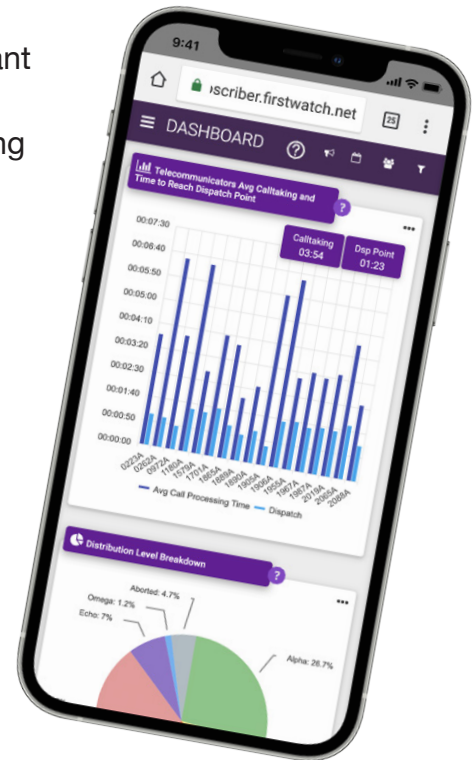 ant
ng
9:41
oscriber.firstwatch.net
25
DASHBOARD
?
Telecommunicators Avg Calltaking and
Time to Reach Dispatch Point
?
Calltaking
03:54
Dsp Point
01:23
00:07:30
00:06:40
00:05:50
00:05:00
00:04:10
00:03:20
00:02:30
00:01:40
00:00:50
00:00:00
0223A
0262A
0972A
1180A
1579A
1701A
1865A
1889A
1890A
1905A
1906A
1955A
1967A
1987A
2019A
2065A
2088A
Avg Call Processing Time
Dispatch
Distribution Level Breakdown
?
Aborted: 4.7%
Omega: 1.2%
Echo: 7%
Alpha: 26.7%